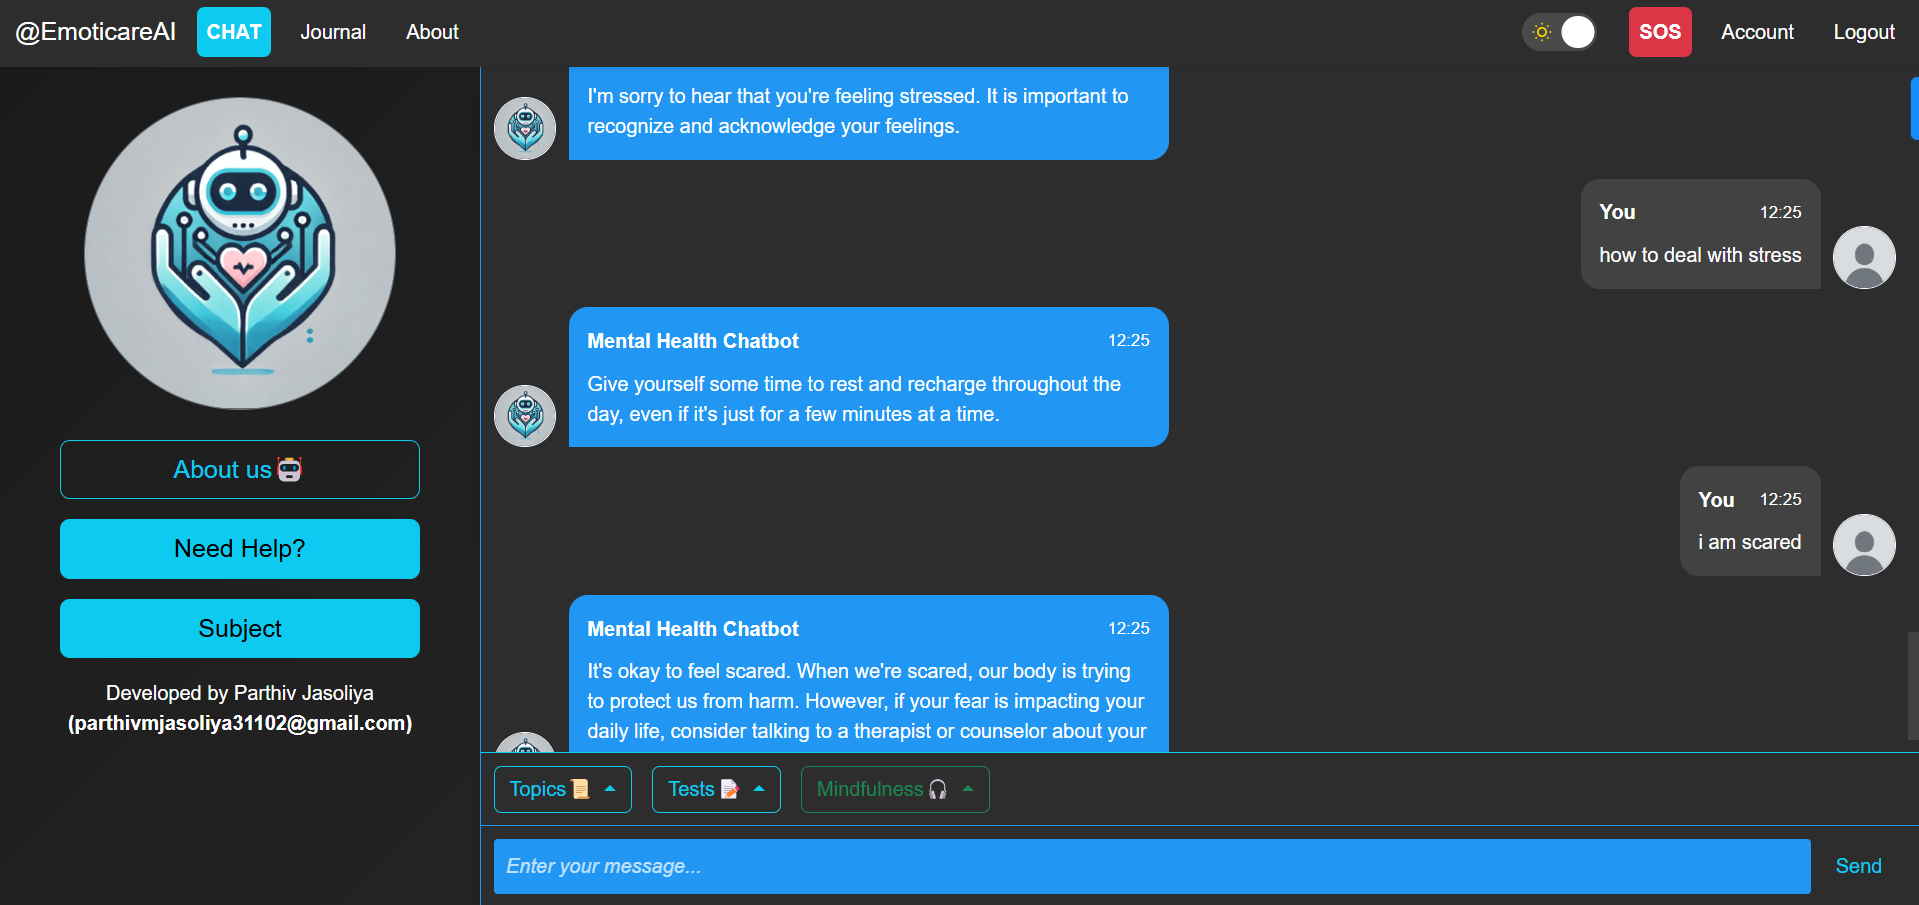 @EmoticareAI CHAT Journal About SOS Account Logout
About us
Need Help?
Subject
Developed by Parthiv Jasoliya
(parthivmjasoliya31102@gmail.com)
I'm sorry to hear that you're feeling stressed. It is important to
recognize and acknowledge your feelings.
You 12:25
how to deal with stress
Mental Health Chatbot 12:25
Give yourself some time to rest and recharge throughout the
day, even if it's just for a few minutes at a time.
You 12:25
i am scared
Mental Health Chatbot 12:25
It's okay to feel scared. When we're scared, our body is trying
to protect us from harm. However, if your fear is impacting your
daily life, consider talking to a therapist or counselor about your
Topics Tests Mindfulness
Enter your message... Send